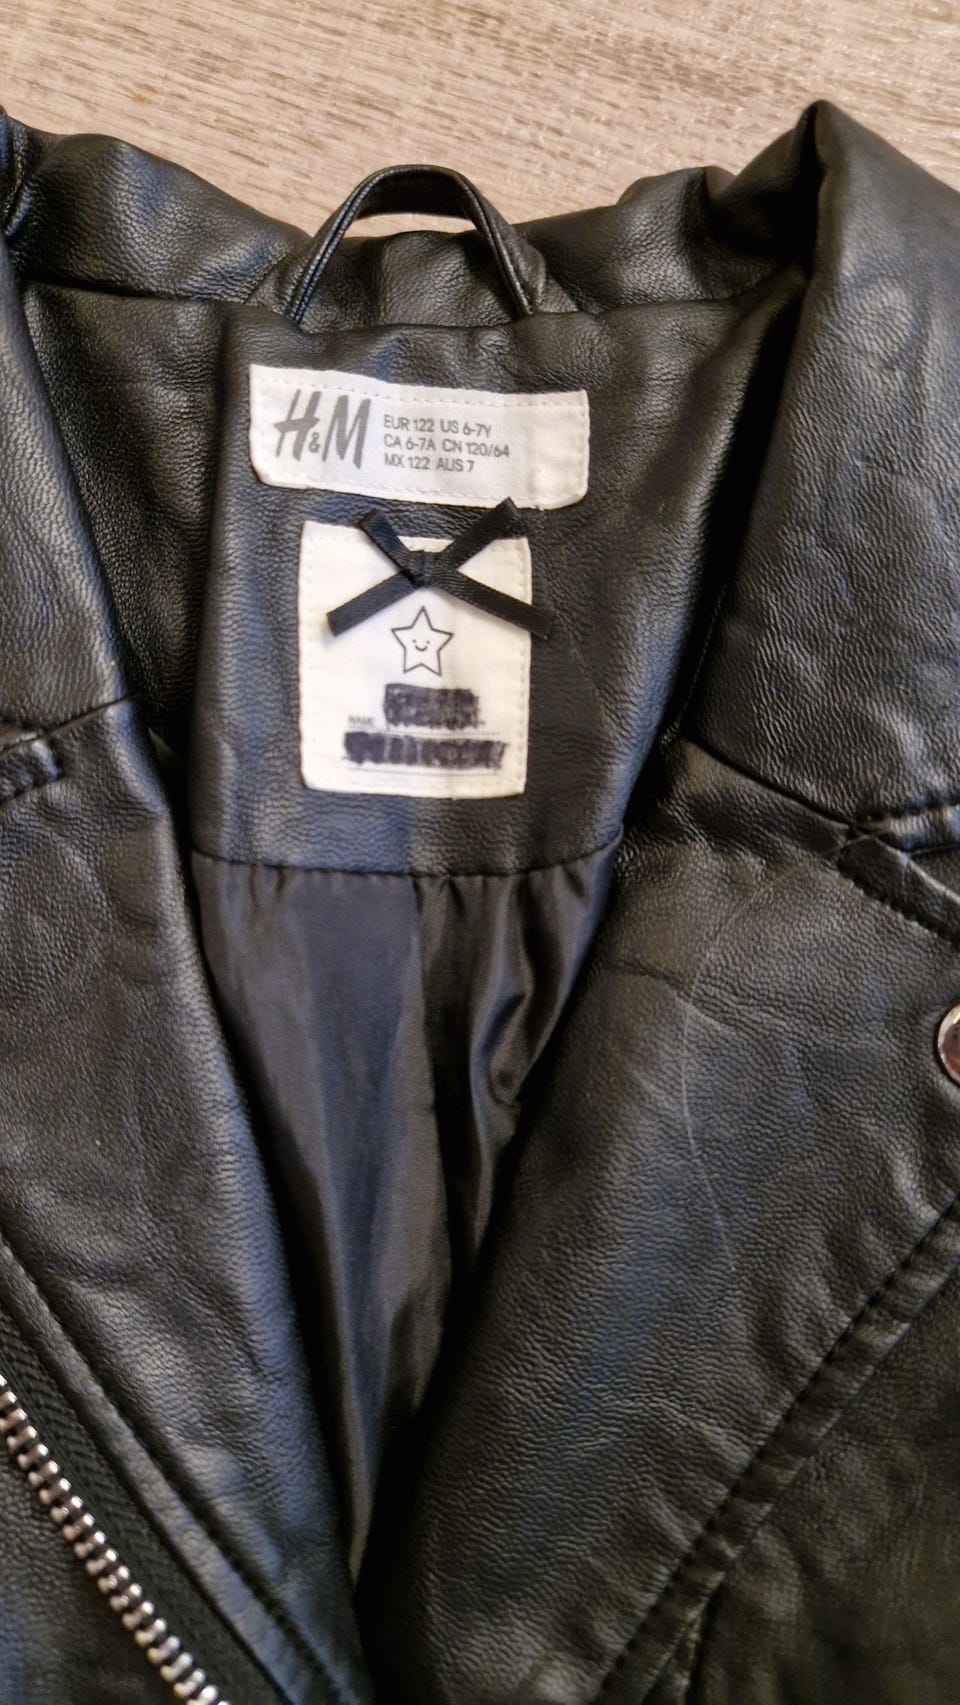 H&M
EUR 122 US 6-7Y
CA 6-7A CN 120/64
MX 122 AUS 7
NAME